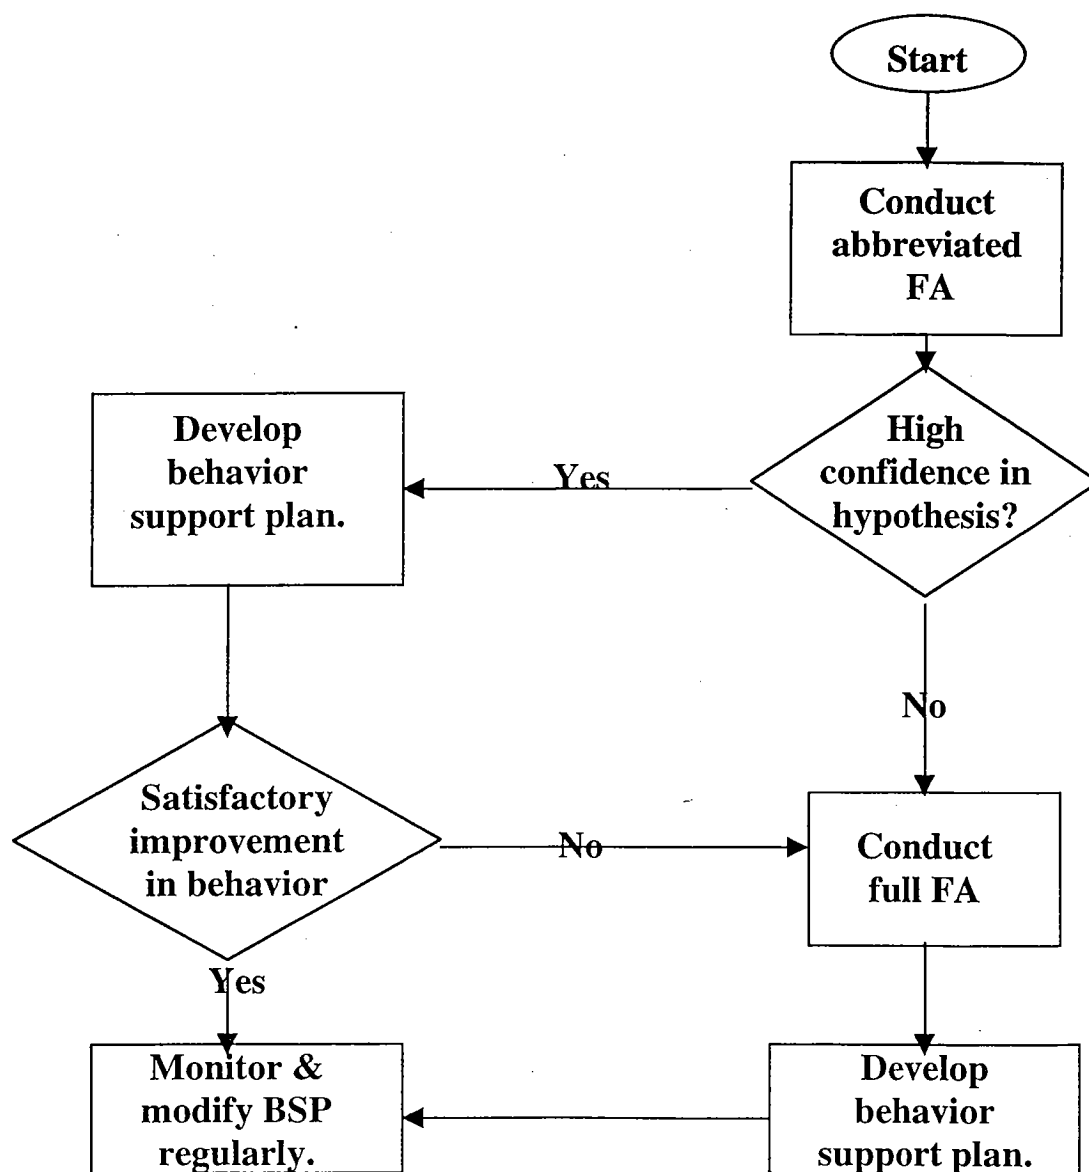 Start
Conduct
abbreviated
FA
High
confidence in
hypothesis?
Yes
Develop
behavior
support plan.
No
Satisfactory
improvement
in behavior
No
Conduct
full FA
Yes
Monitor &
modify BSP
regularly.
Develop
behavior
support plan.